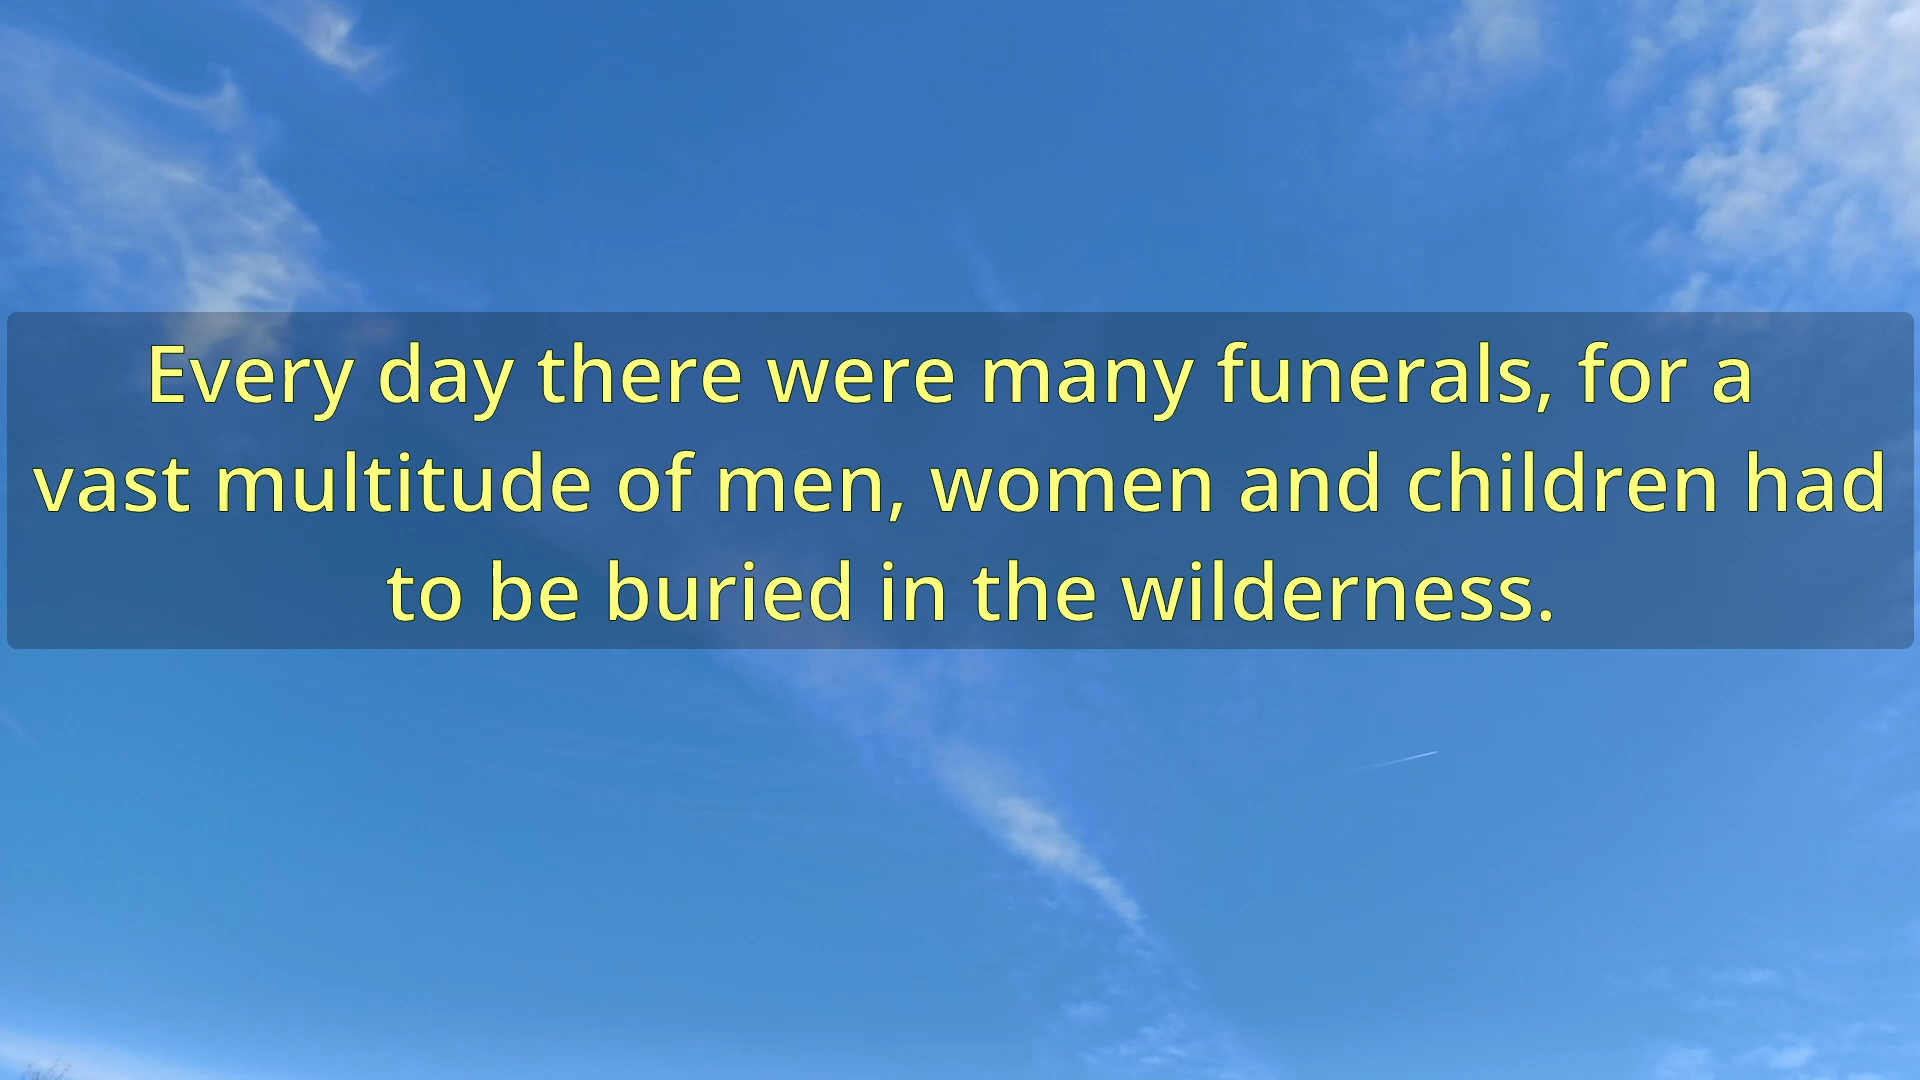 Every day there were many funerals, for a
vast multitude of men, women and children had
to be buried in the wilderness.